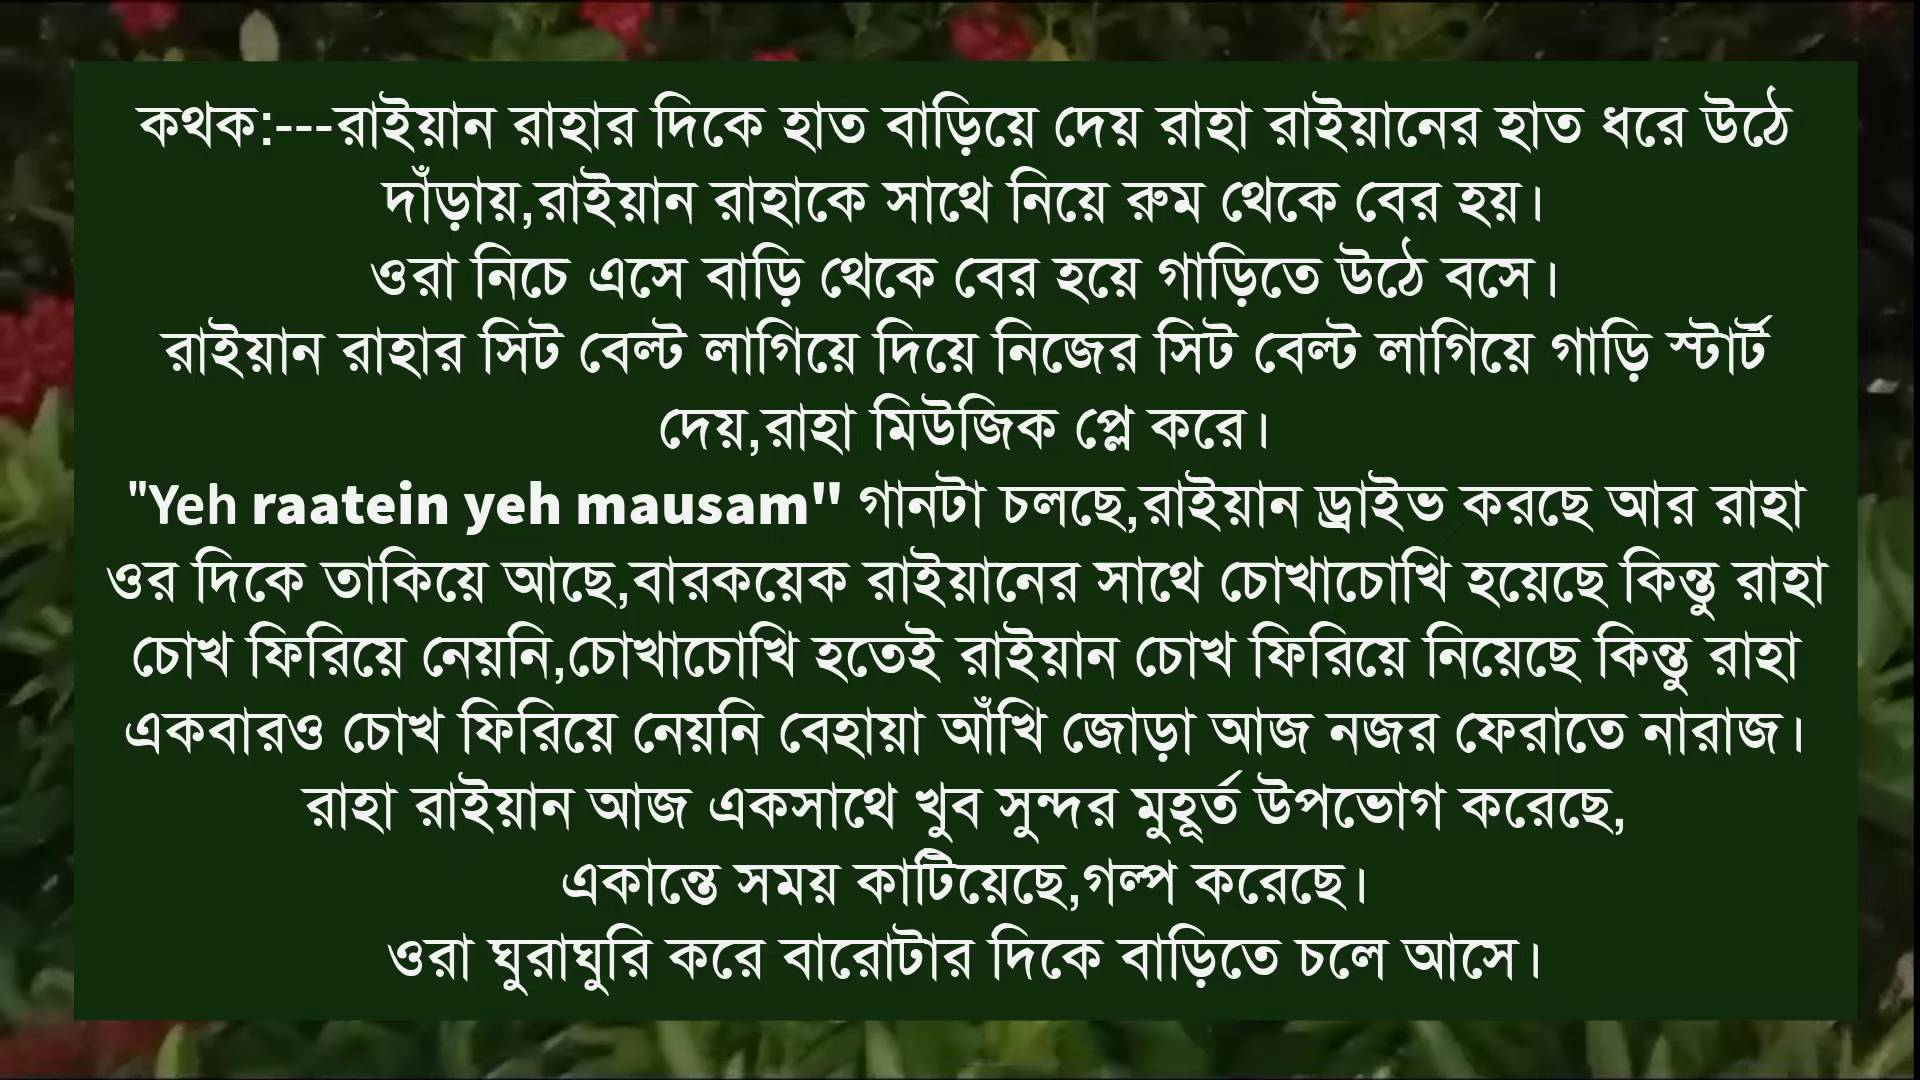 কথক:---রাইয়ান রাহার দিকে হাত বাড়িয়ে দেয় রাহা রাইয়ানের হাত ধরে উঠে
দাঁড়ায়,রাইয়ান রাহাকে সাথে নিয়ে রুম থেকে বের হয়।
ওরা নিচে এসে বাড়ি থেকে বের হয়ে গাড়িতে উঠে বসে।
রাইয়ান রাহার সিট বেল্ট লাগিয়ে দিয়ে নিজের সিট বেল্ট লাগিয়ে গাড়ি স্টার্ট
দেয়,রাহা মিউজিক প্লে করে।
"Yeh raatein yeh mausam" গানটা চলছে,রাইয়ান ড্রাইভ করছে আর রাহা
ওর দিকে তাকিয়ে আছে,বারকয়েক রাইয়ানের সাথে চোখাচোখি হয়েছে কিন্তু রাহা
চোখ ফিরিয়ে নেয়নি,চোখাচোখি হতেই রাইয়ান চোখ ফিরিয়ে নিয়েছে কিন্তু রাহা
একবারও চোখ ফিরিয়ে নেয়নি বেহায়া আঁখি জোড়া আজ নজর ফেরাতে নারাজ।
রাহা রাইয়ান আজ একসাথে খুব সুন্দর মুহূর্ত উপভোগ করেছে,
একান্তে সময় কাটিয়েছে,গল্প করেছে।
ওরা ঘুরাঘুরি করে বারোটার দিকে বাড়িতে চলে আসে।